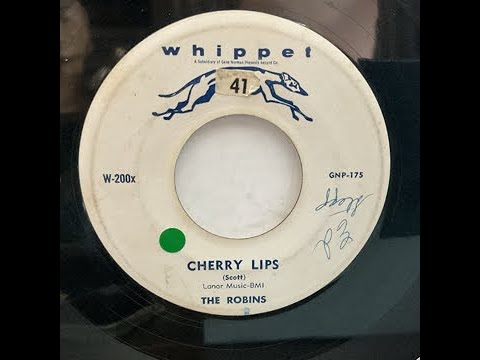 whippet
A Subsidiary of Gene Norman Presents Record Co.
41
W-200x
GNP-175
CHERRY LIPS
(Scott)
Lanor Music-BMI
THE ROBINS